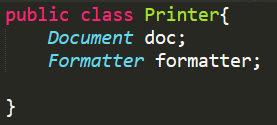 public class Printer{
    Document doc;
    Formatter formatter;

}